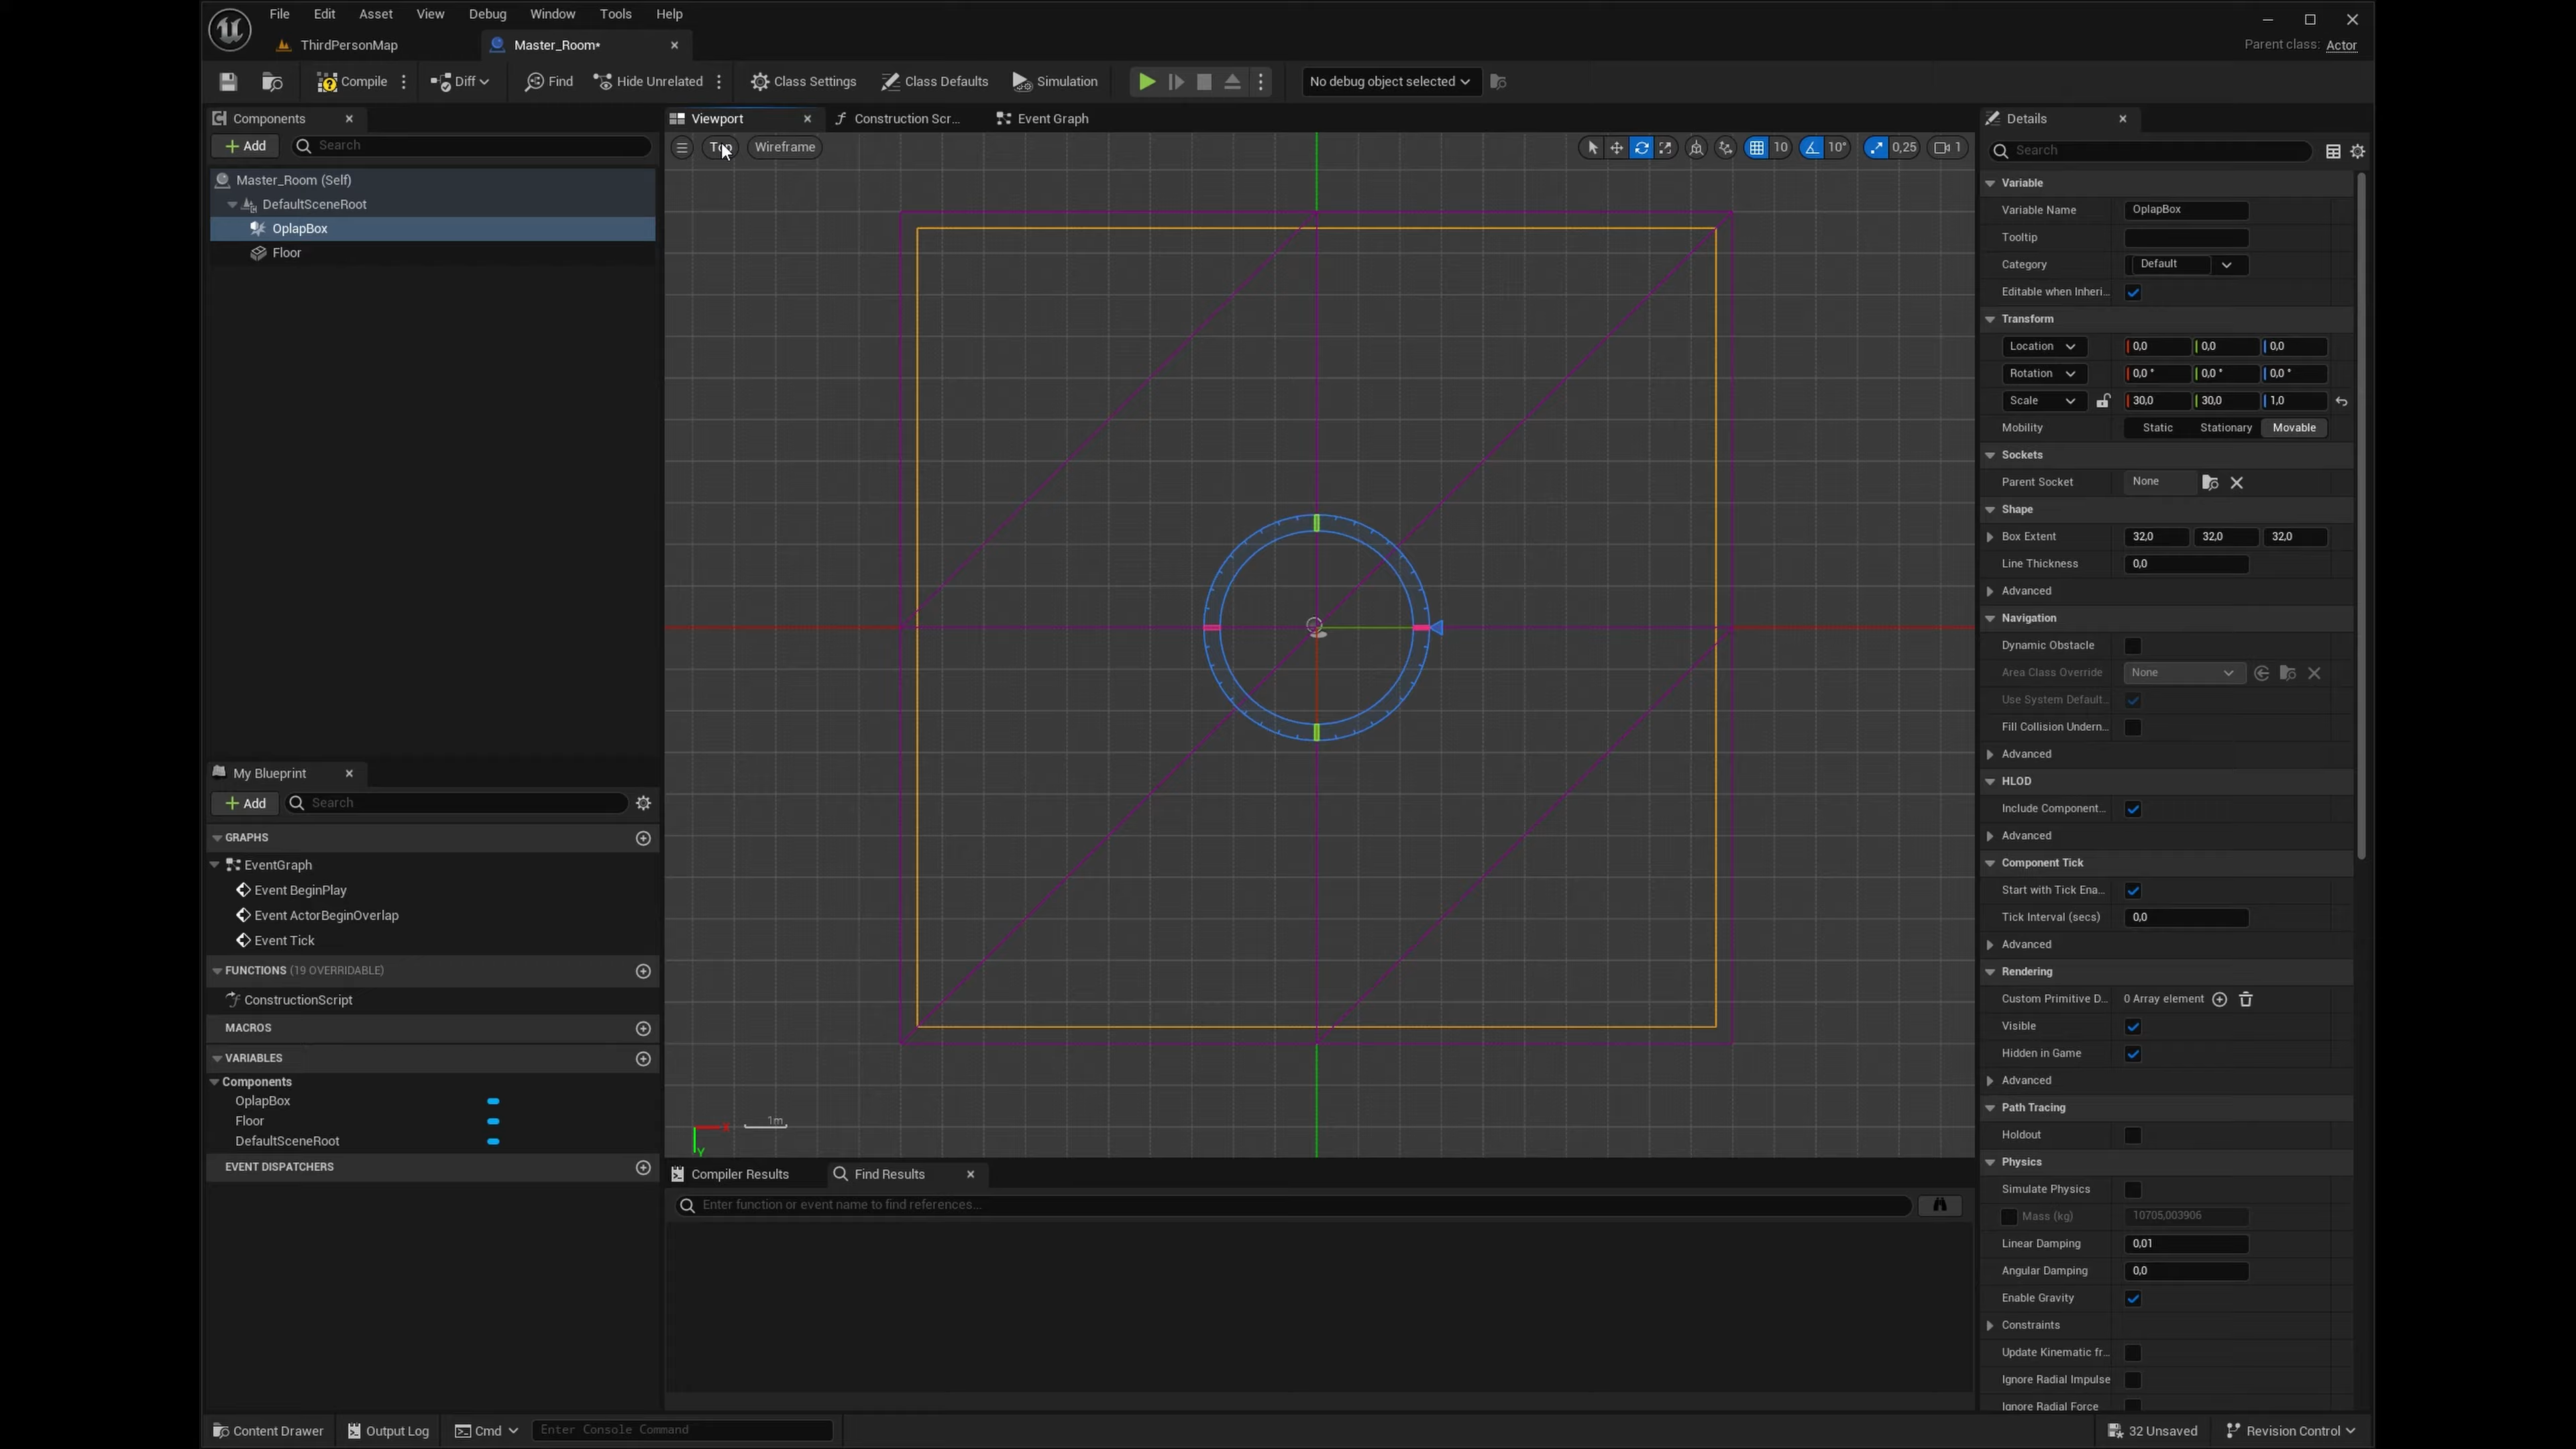 File Edit Asset View Debug Window Tools Help
ThirdPersonMap
Master_Room*
Parent class: Actor
Compile
Diff
Find
Hide Unrelated
Class Settings
Class Defaults
Simulation
No debug object selected
Components
Add
Search
Master_Room (Self)
DefaultSceneRoot
OplapBox
Floor
Viewport
Construction Scr...
Event Graph
Top
Wireframe
10
10°
0,25
1
1m
X
Y
My Blueprint
Add
Search
GRAPHS
EventGraph
Event BeginPlay
Event ActorBeginOverlap
Event Tick
FUNCTIONS (19 OVERRIDABLE)
ConstructionScript
MACROS
VARIABLES
Components
OplapBox
Floor
DefaultSceneRoot
EVENT DISPATCHERS
Compiler Results
Find Results
Enter function or event name to find references...
Details
Search
Variable
Variable Name OplapBox
Tooltip
Category Default
Editable when Inheri...
Transform
Location 0,0 0,0 0,0
Rotation 0,0 ° 0,0 ° 0,0 °
Scale 30,0 30,0 1,0
Mobility Static Stationary Movable
Sockets
Parent Socket None
Shape
Box Extent 32,0 32,0 32,0
Line Thickness 0,0
Advanced
Navigation
Dynamic Obstacle
Area Class Override None
Use System Default...
Fill Collision Undern...
Advanced
HLOD
Include Component...
Advanced
Component Tick
Start with Tick Ena...
Tick Interval (secs) 0,0
Advanced
Rendering
Custom Primitive D... 0 Array element
Visible
Hidden in Game
Advanced
Path Tracing
Holdout
Physics
Simulate Physics
Mass (kg) 10705,003906
Linear Damping 0,01
Angular Damping 0,0
Enable Gravity
Constraints
Update Kinematic fr...
Ignore Radial Impulse
Ignore Radial Force
Content Drawer
Output Log
Cmd
Enter Console Command
32 Unsaved
Revision Control